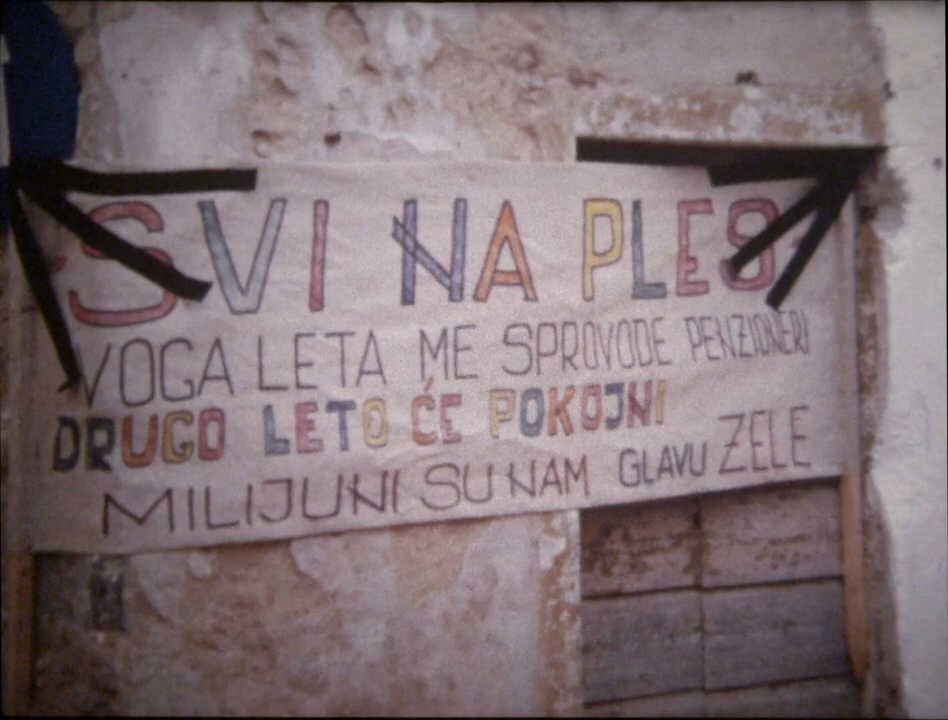 SVI NA PLES
VOGA LETA ME SPROVODE PENZIONERI
DRUGO LETO ĆE POKOJNI
MILIJUNI SU NAM GLAVU ZELE